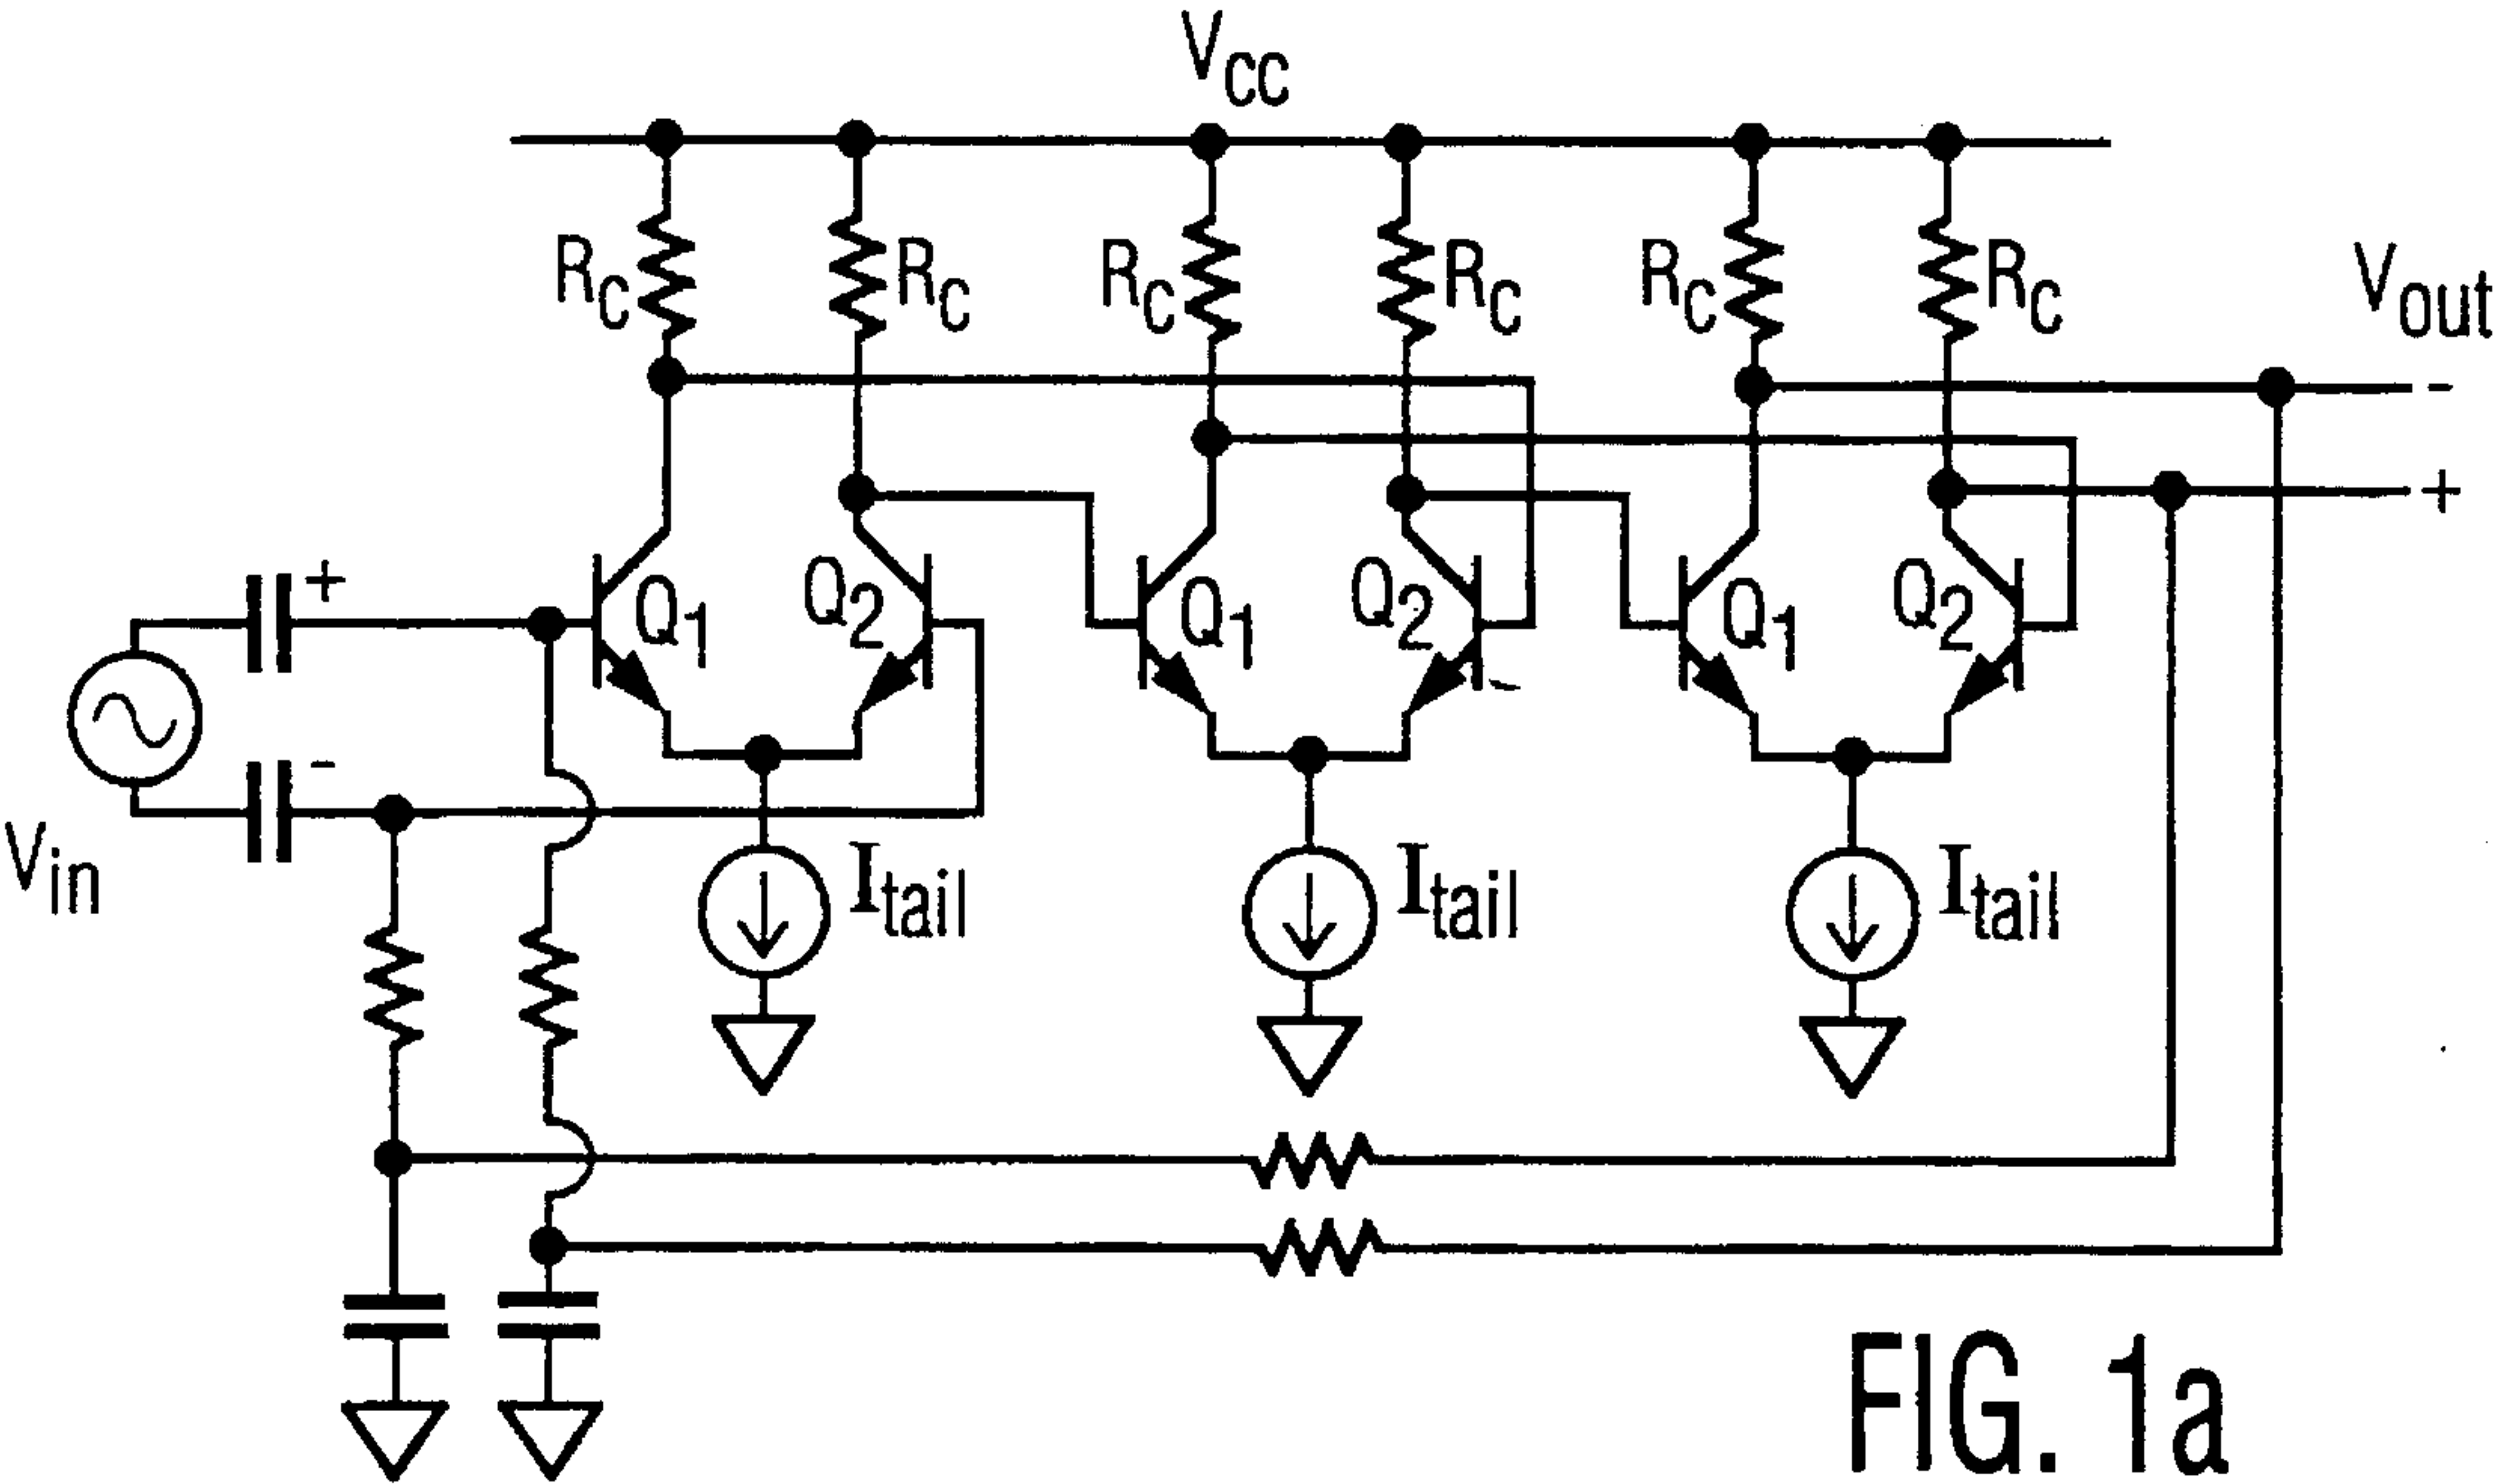 VCC
RC RC RC RC RC RC
Vout
-
+
+
Q1 Q2 Q1 Q2 Q1 Q2
-
Vin
Itail Itail Itail
FIG. 1a